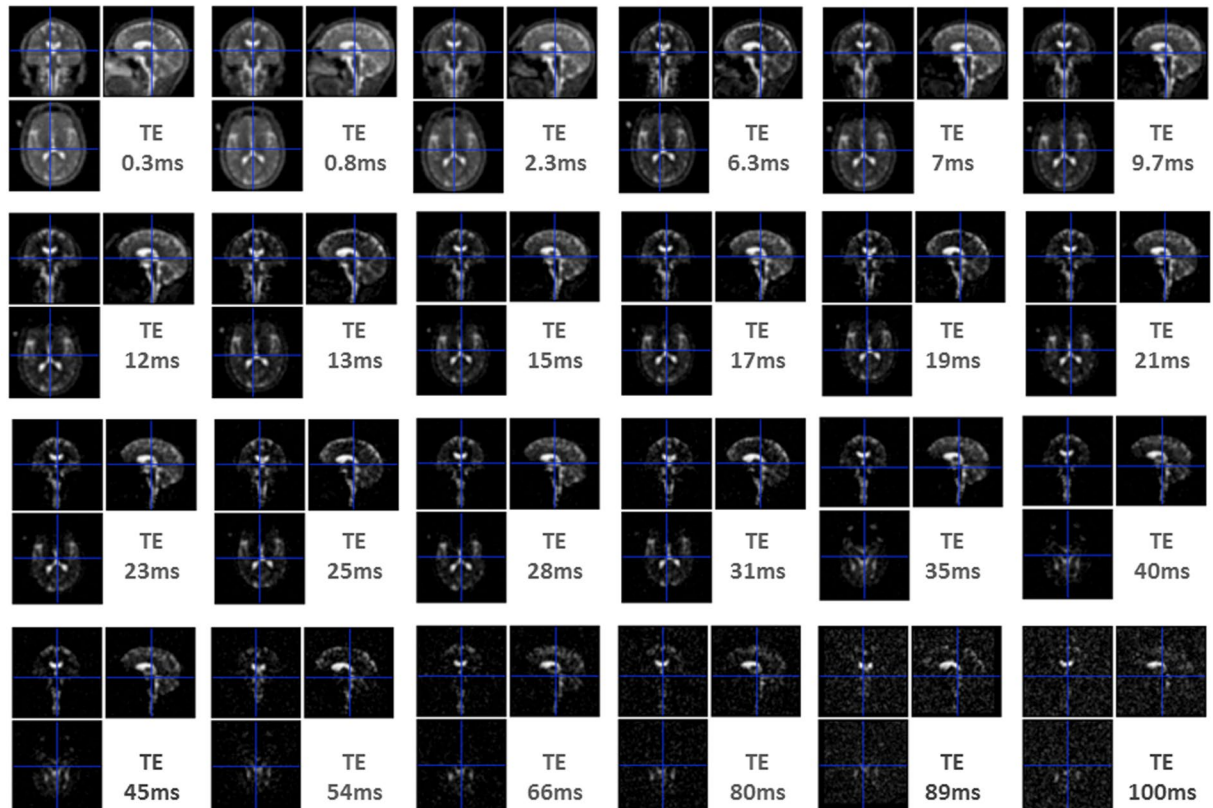 TE
0.3ms
TE
0.8ms
TE
2.3ms
TE
6.3ms
TE
7ms
TE
9.7ms
TE
12ms
TE
13ms
TE
15ms
TE
17ms
TE
19ms
TE
21ms
TE
23ms
TE
25ms
TE
28ms
TE
31ms
TE
35ms
TE
40ms
TE
45ms
TE
54ms
TE
66ms
TE
80ms
TE
89ms
TE
100ms